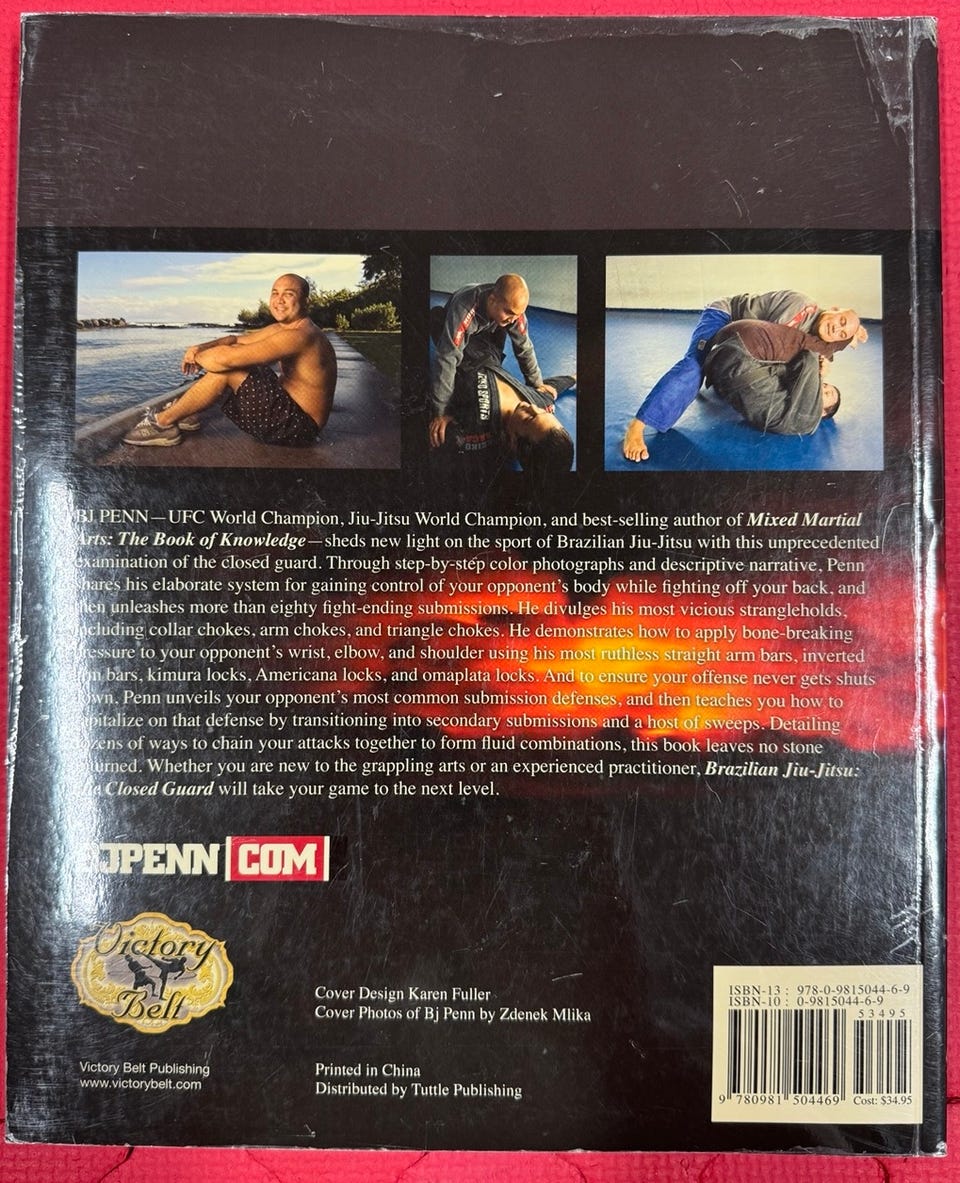 BJ PENN—UFC World Champion, Jiu-Jitsu World Champion, and best-selling author of Mixed Martial
Arts: The Book of Knowledge—sheds new light on the sport of Brazilian Jiu-Jitsu with this unprecedented
examination of the closed guard. Through step-by-step color photographs and descriptive narrative, Penn
shares his elaborate system for gaining control of your opponent's body while fighting off your back, and
then unleashes more than eighty fight-ending submissions. He divulges his most vicious strangleholds,
including collar chokes, arm chokes, and triangle chokes. He demonstrates how to apply bone-breaking
pressure to your opponent's wrist, elbow, and shoulder using his most ruthless straight arm bars, inverted
arm bars, kimura locks, Americana locks, and omaplata locks. And to ensure your offense never gets shuts
down, Penn unveils your opponent's most common submission defenses, and then teaches you how to
capitalize on that defense by transitioning into secondary submissions and a host of sweeps. Detailing
dozens of ways to chain your attacks together to form fluid combinations, this book leaves no stone
unturned. Whether you are new to the grappling arts or an experienced practitioner, Brazilian Jiu-Jitsu:
The Closed Guard will take your game to the next level.
BJPENN COM
Victory
Belt
Cover Design Karen Fuller
Cover Photos of Bj Penn by Zdenek Mlika
Victory Belt Publishing
www.victorybelt.com
Printed in China
Distributed by Tuttle Publishing
ISBN-13 : 978-0-9815044-6-9
ISBN-10 : 0-9815044-6-9
53495
9 780981 504469
Cost: $34.95